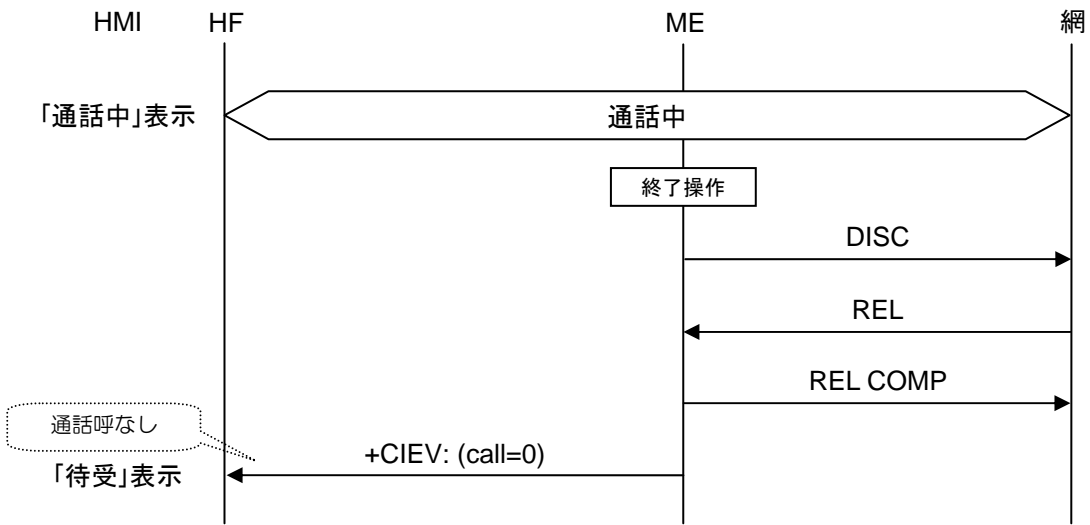 HMI HF ME 網
「通話中」表示 通話中
終了操作
DISC
REL
REL COMP
通話呼なし
+CIEV: (call=0)
「待受」表示